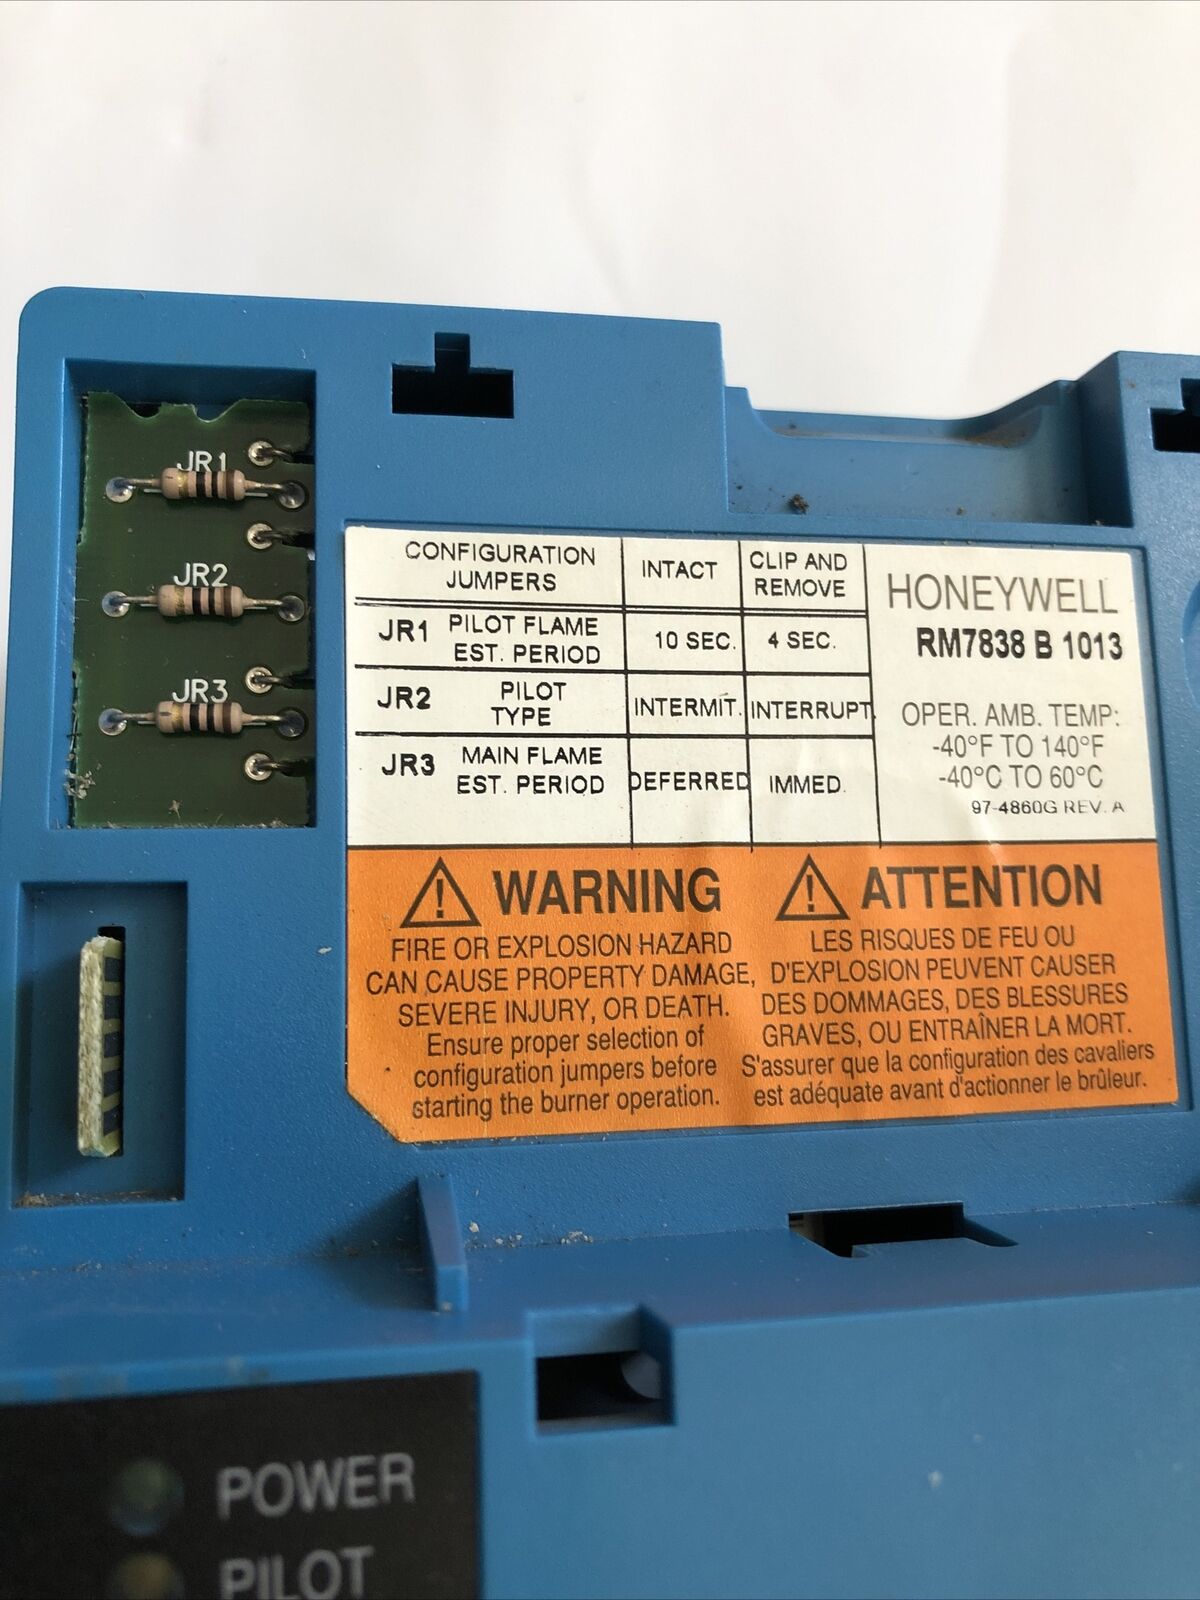 JR1
JR2
JR3
CONFIGURATION JUMPERS INTACT CLIP AND REMOVE
JR1 PILOT FLAME EST. PERIOD 10 SEC. 4 SEC.
JR2 PILOT TYPE INTERMIT. INTERRUPT.
JR3 MAIN FLAME EST. PERIOD DEFERRED IMMED.
HONEYWELL
RM7838 B 1013
OPER. AMB. TEMP:
-40°F TO 140°F
-40°C TO 60°C
97-4860G REV. A
WARNING
FIRE OR EXPLOSION HAZARD
CAN CAUSE PROPERTY DAMAGE,
SEVERE INJURY, OR DEATH.
Ensure proper selection of
configuration jumpers before
starting the burner operation.
ATTENTION
LES RISQUES DE FEU OU
D'EXPLOSION PEUVENT CAUSER
DES DOMMAGES, DES BLESSURES
GRAVES, OU ENTRAÎNER LA MORT.
S'assurer que la configuration des cavaliers
est adéquate avant d'actionner le brûleur.
POWER
PILOT